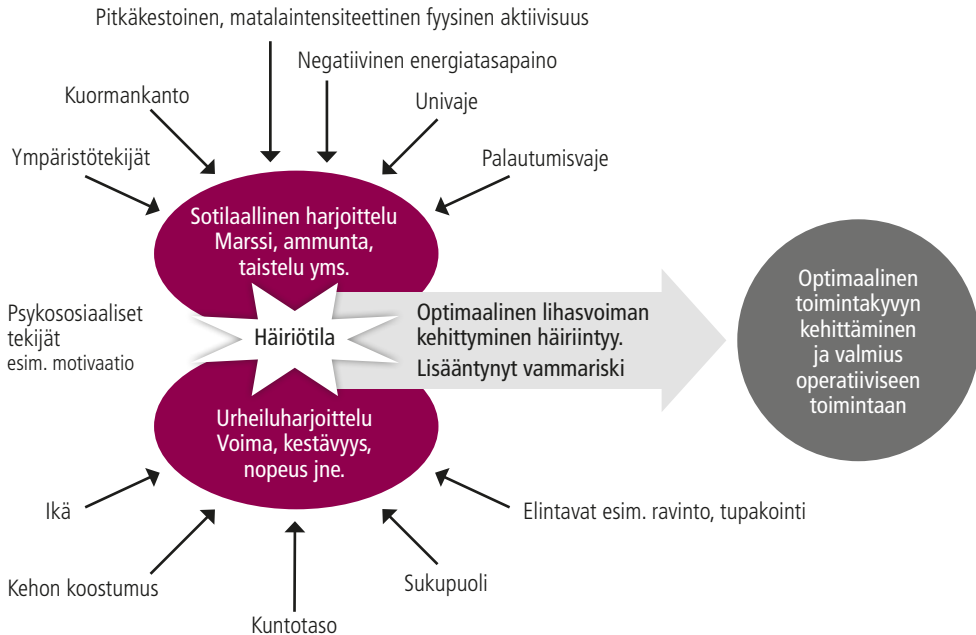 Pitkäkestoinen, matalaintensiteettinen fyysinen aktiivisuus
Negatiivinen energiatasapaino
Kuormankanto
Univaje
Ympäristötekijät
Palautumisvaje
Sotilaallinen harjoittelu
Marssi, ammunta,
taistelu yms.
Psykososiaaliset
tekijät
esim. motivaatio
Häiriötila
Optimaalinen lihasvoiman
kehittyminen häiriintyy.
Lisääntynyt vammariski
Optimaalinen
toimintakyvyn
kehittäminen
ja valmius
operatiiviseen
toimintaan
Urheiluharjoittelu
Voima, kestävyys,
nopeus jne.
Ikä
Elintavat esim. ravinto, tupakointi
Kehon koostumus
Sukupuoli
Kuntotaso